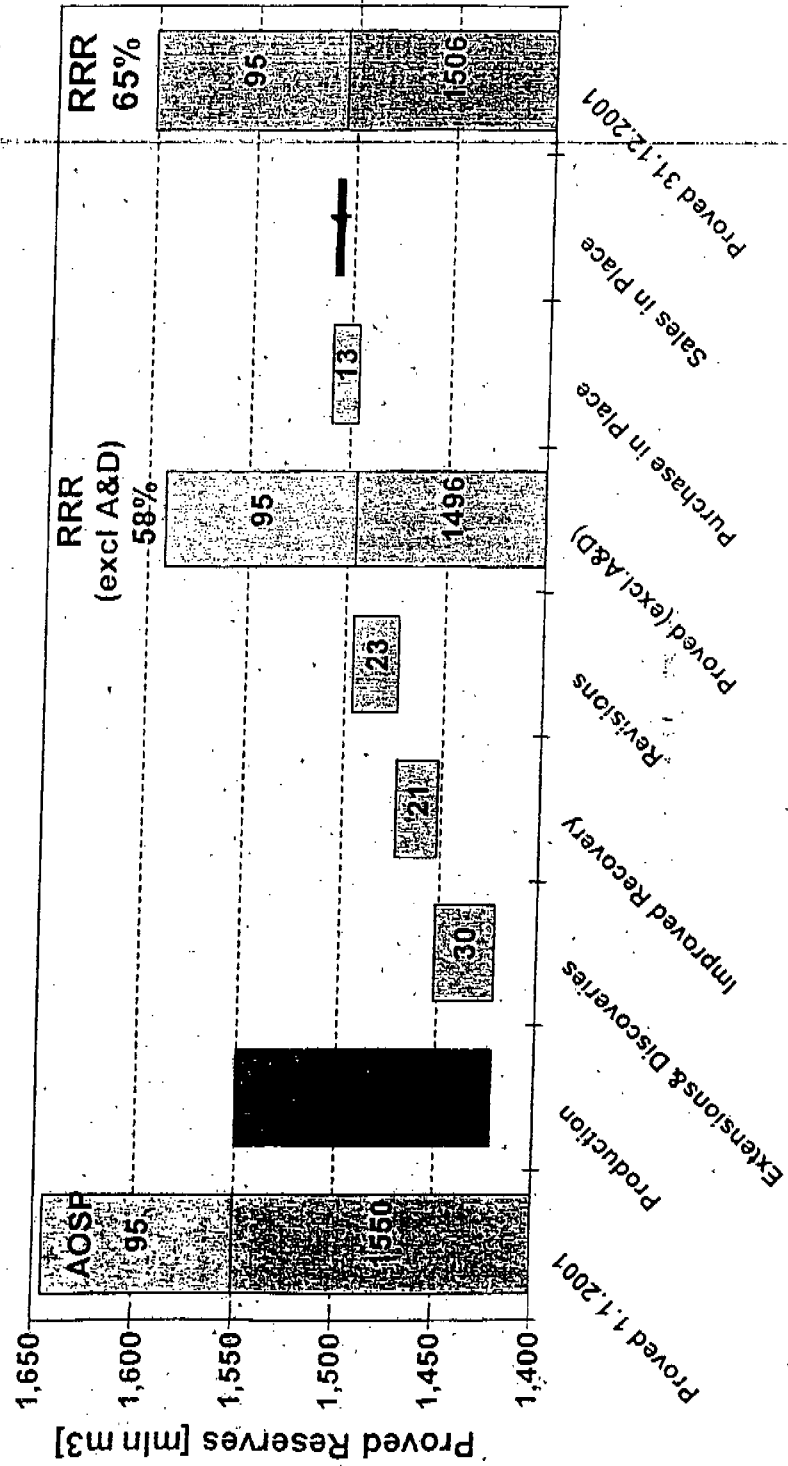 RRR
65%
RRR
(excl A&D)
58%
AOSP
95
1550
30
21
23
95
1496
13
95
1506
1,650
1,600
1,550
1,500
1,450
1,400
Proved Reserves [mln m3]
Proved 1.1.2001
Production
Extensions & Discoveries
Improved Recovery
Revisions
Proved (excl.A&D)
Purchase in Place
Sales in Place
Proved 31.12.2001